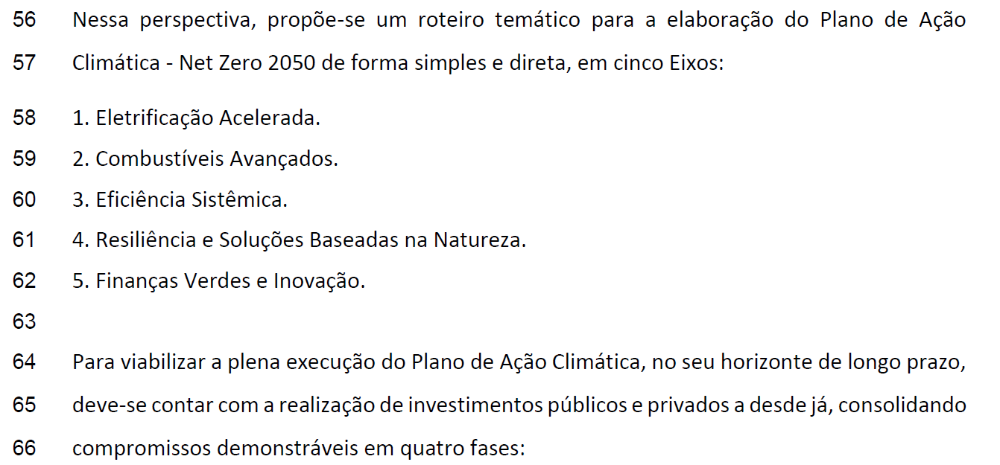 56 Nessa perspectiva, propõe-se um roteiro temático para a elaboração do Plano de Ação
57 Climática - Net Zero 2050 de forma simples e direta, em cinco Eixos:
58 1. Eletrificação Acelerada.
59 2. Combustíveis Avançados.
60 3. Eficiência Sistêmica.
61 4. Resiliência e Soluções Baseadas na Natureza.
62 5. Finanças Verdes e Inovação.
63
64 Para viabilizar a plena execução do Plano de Ação Climática, no seu horizonte de longo prazo,
65 deve-se contar com a realização de investimentos públicos e privados a desde já, consolidando
66 compromissos demonstráveis em quatro fases: